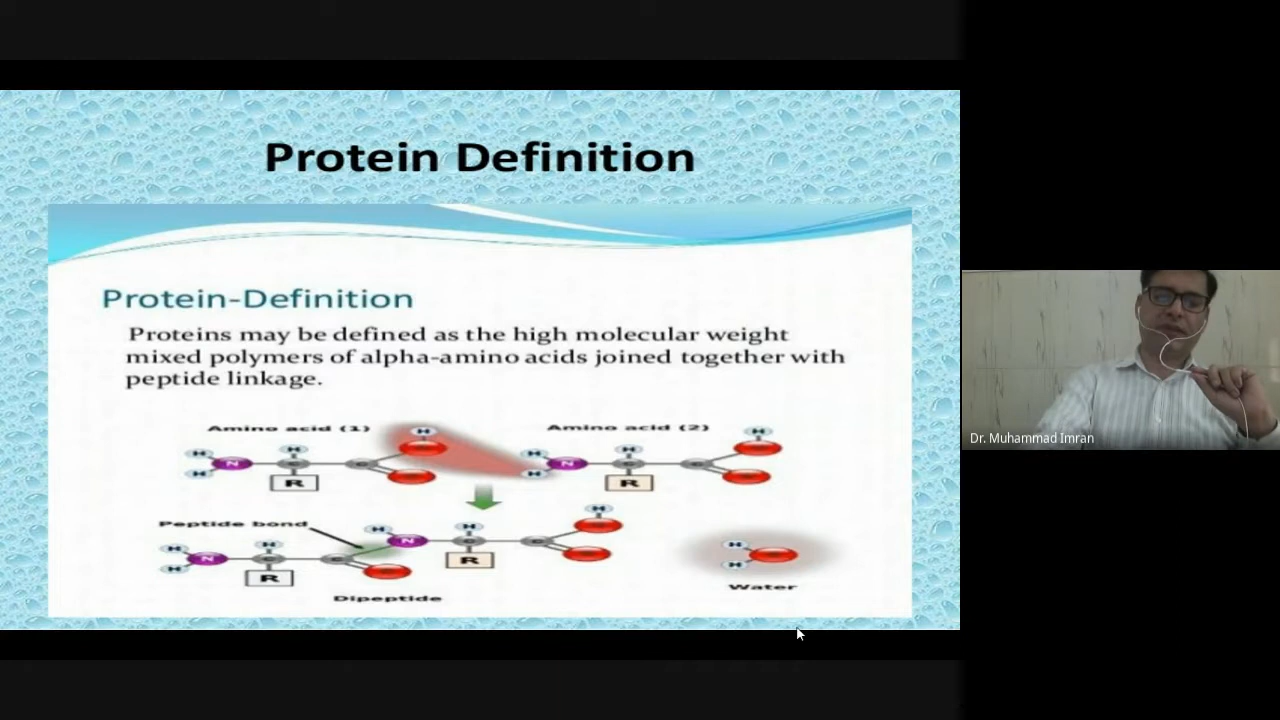 Protein Definition
Protein-Definition
Proteins may be defined as the high molecular weight
mixed polymers of alpha-amino acids joined together with
peptide linkage.
Amino acid (1)
Amino acid (2)
H
H
H
H
H
H
N
C
C
N
C
C
H
H
R
R
Peptide bond
H
H
H
H
H
N
C
C
N
C
C
H
H
H
R
R
Dipeptide
Water
Dr. Muhammad Imran